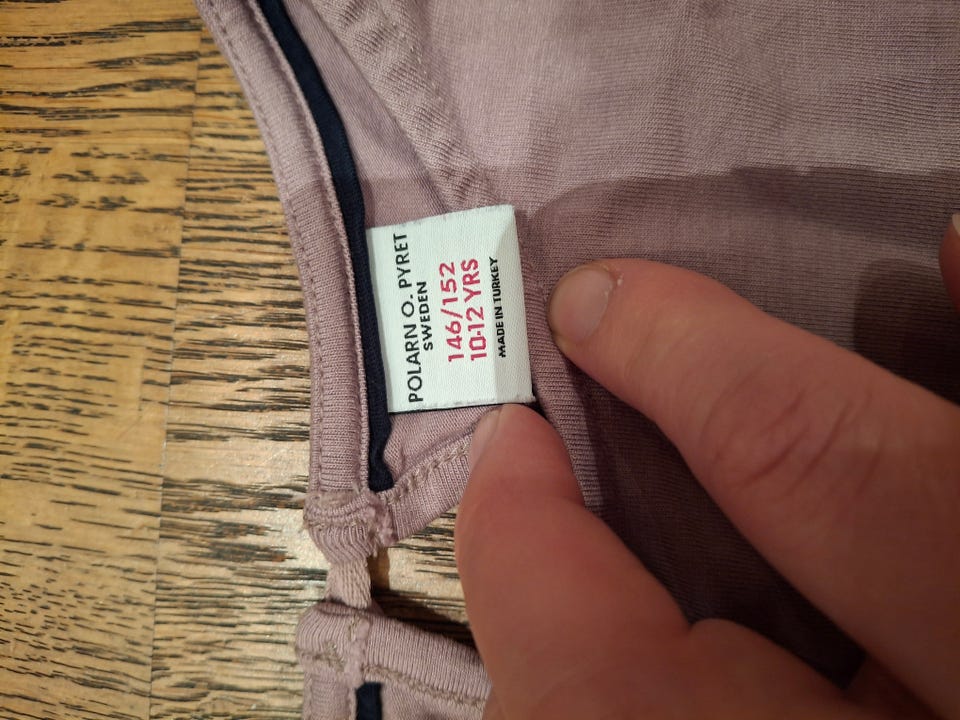 POLARN O. PYRET
SWEDEN
146/152
10-12 YRS
MADE IN TURKEY